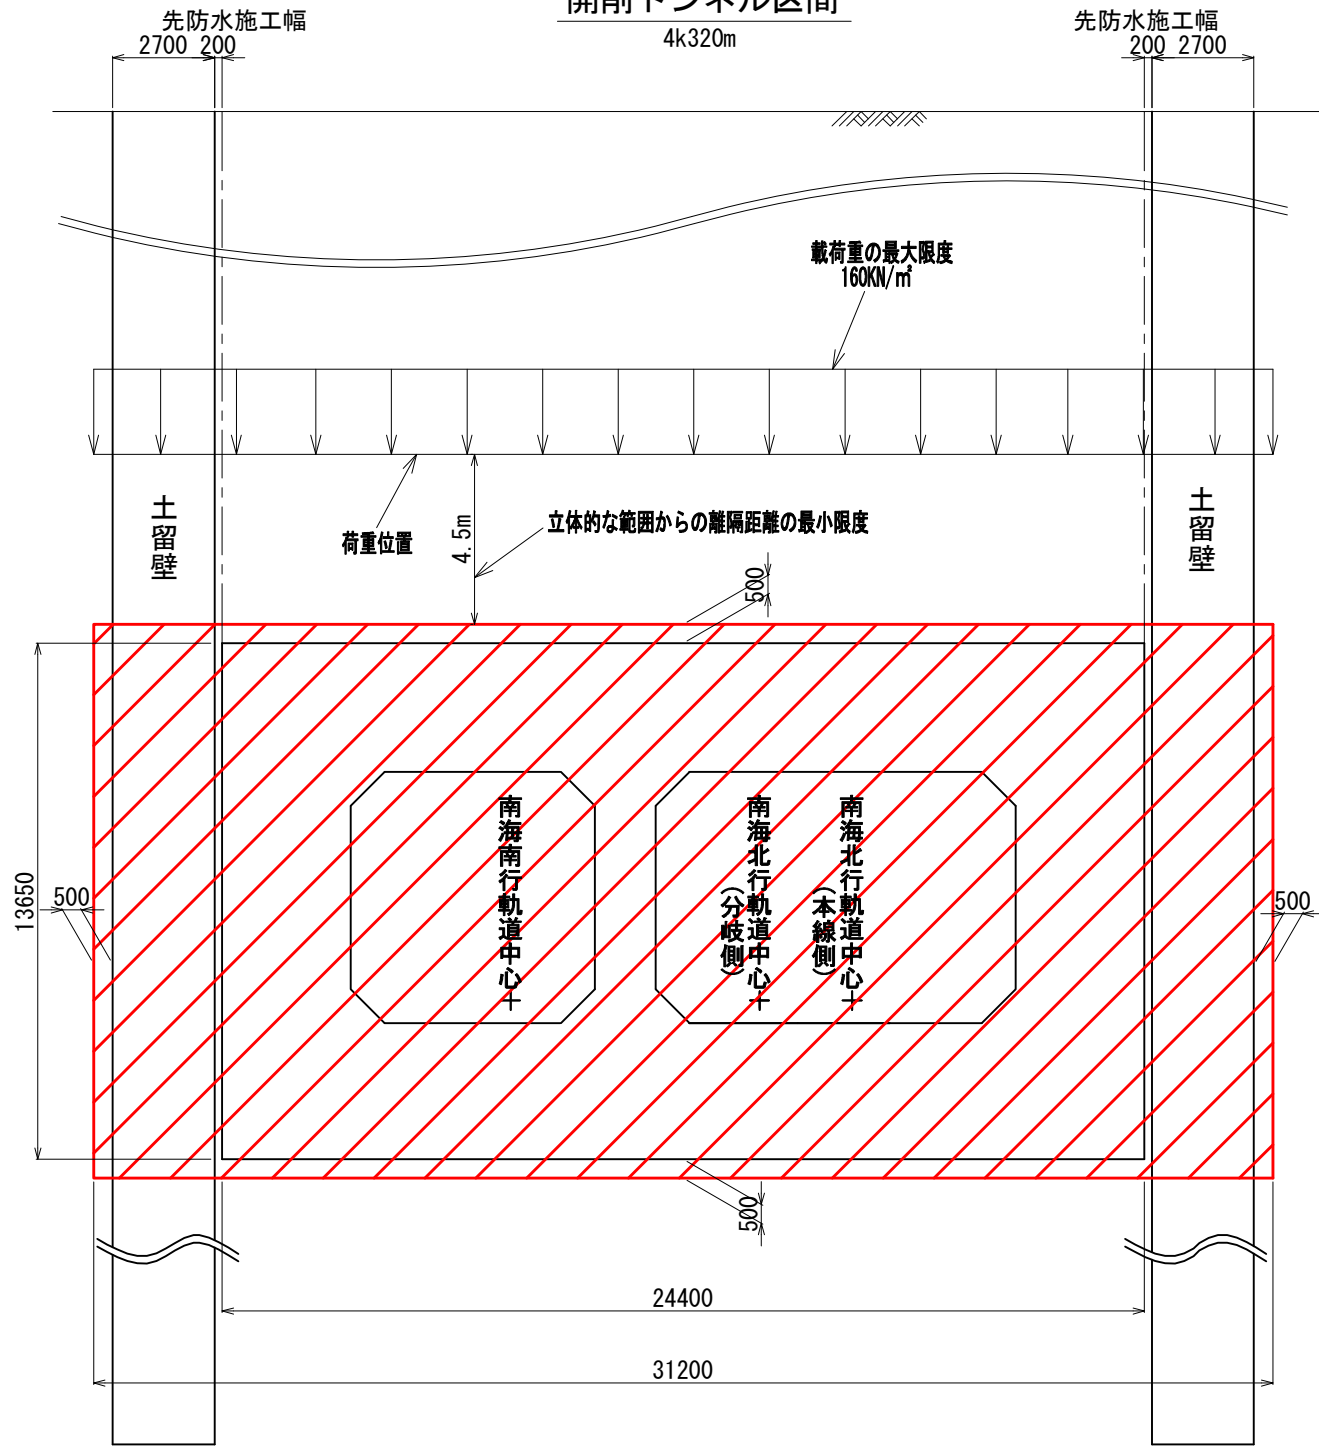 開削トンネル区間
4k320m
先防水施工幅
2700 200
先防水施工幅
200 2700
載荷重の最大限度
160KN/㎡
荷重位置
4.5m
立体的な範囲からの離隔距離の最小限度
土留壁
土留壁
500
13650
500
500
南海南行軌道中心
南海北行軌道中心
(分岐側)
南海北行軌道中心
(本線側)
500
24400
31200